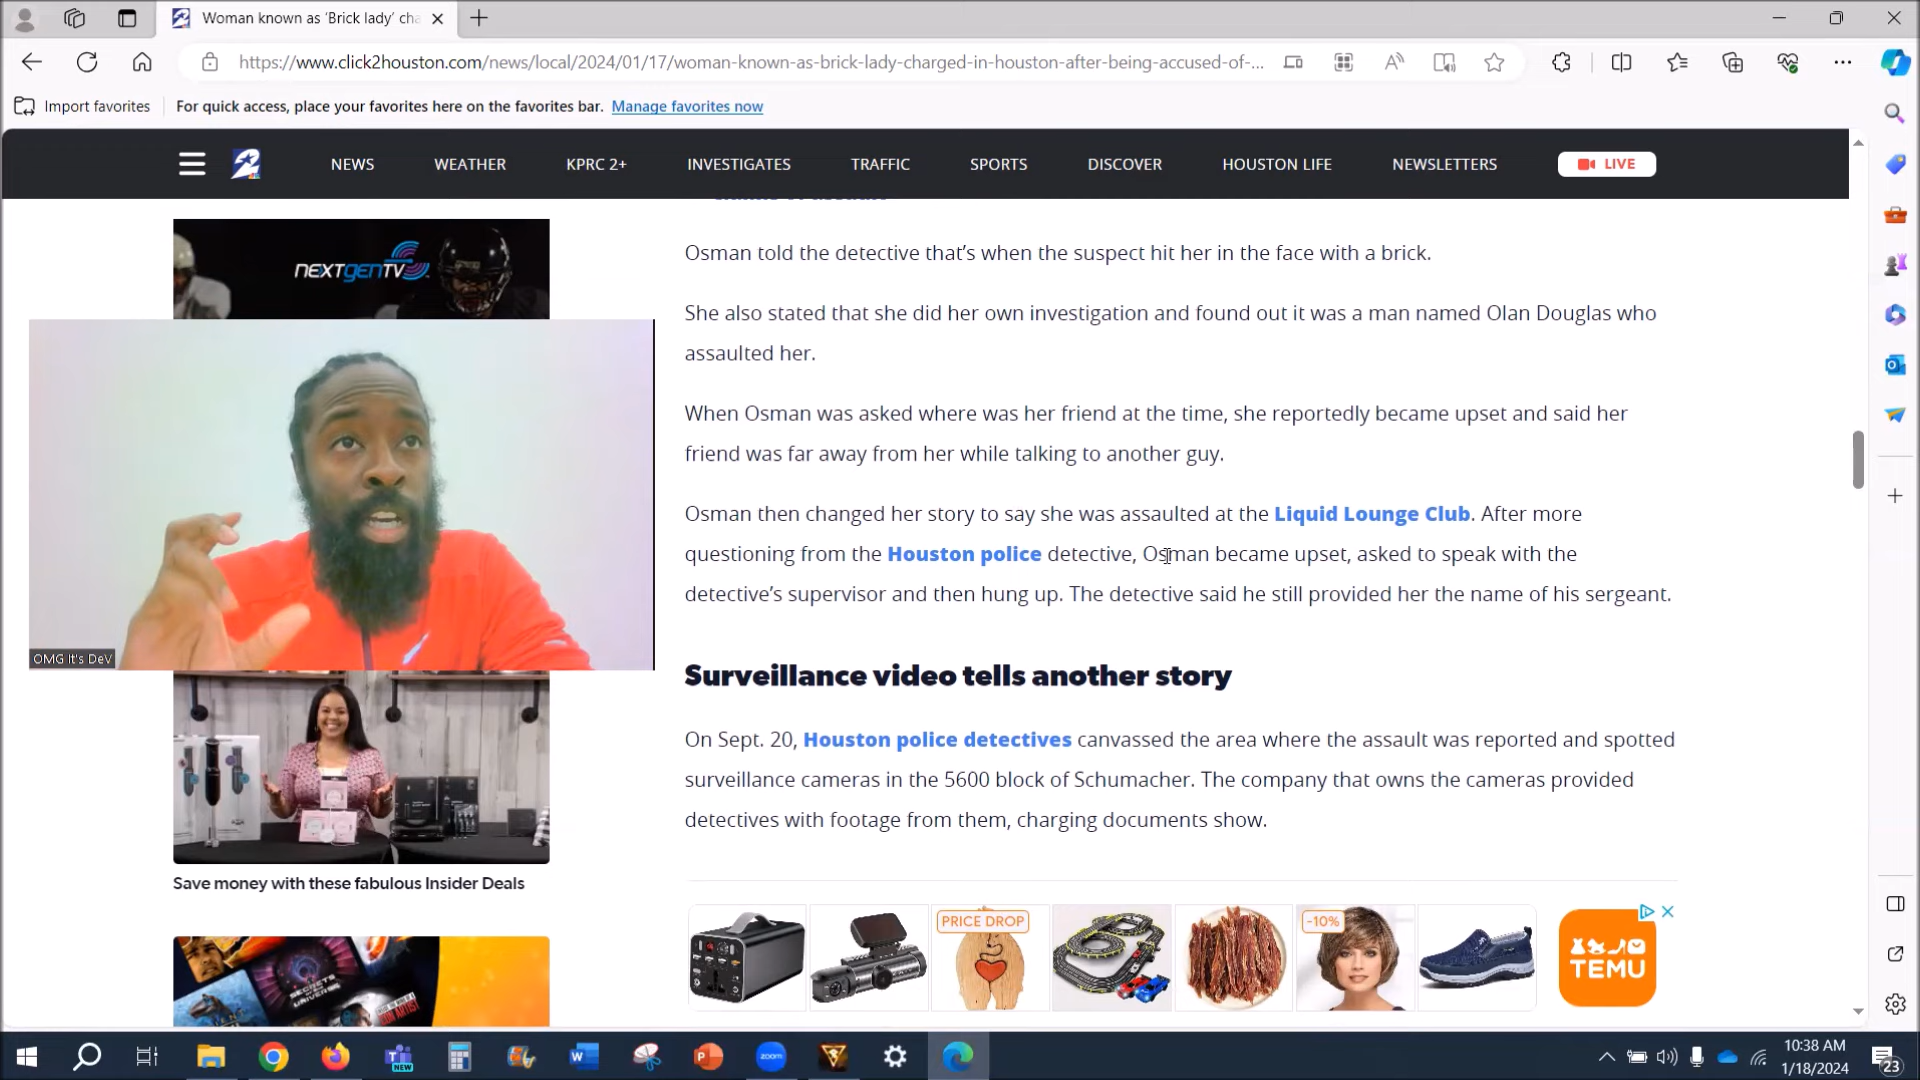 Woman known as ‘Brick lady’ cha
https://www.click2houston.com/news/local/2024/01/17/woman-known-as-brick-lady-charged-in-houston-after-being-accused-of-...
Import favorites
For quick access, place your favorites here on the favorites bar. Manage favorites now
NEWS WEATHER KPRC 2+ INVESTIGATES TRAFFIC SPORTS DISCOVER HOUSTON LIFE NEWSLETTERS LIVE
NEXTGENTV
Osman told the detective that’s when the suspect hit her in the face with a brick.
She also stated that she did her own investigation and found out it was a man named Olan Douglas who
assaulted her.
When Osman was asked where was her friend at the time, she reportedly became upset and said her
friend was far away from her while talking to another guy.
Osman then changed her story to say she was assaulted at the Liquid Lounge Club. After more
questioning from the Houston police detective, Osman became upset, asked to speak with the
detective’s supervisor and then hung up. The detective said he still provided her the name of his sergeant.
OMG It's DeV
Surveillance video tells another story
On Sept. 20, Houston police detectives canvassed the area where the assault was reported and spotted
surveillance cameras in the 5600 block of Schumacher. The company that owns the cameras provided
detectives with footage from them, charging documents show.
Save money with these fabulous Insider Deals
PRICE DROP
-10%
TEMU
SECRETS
UNIVERSE
NEW
zoom
10:38 AM
1/18/2024
23